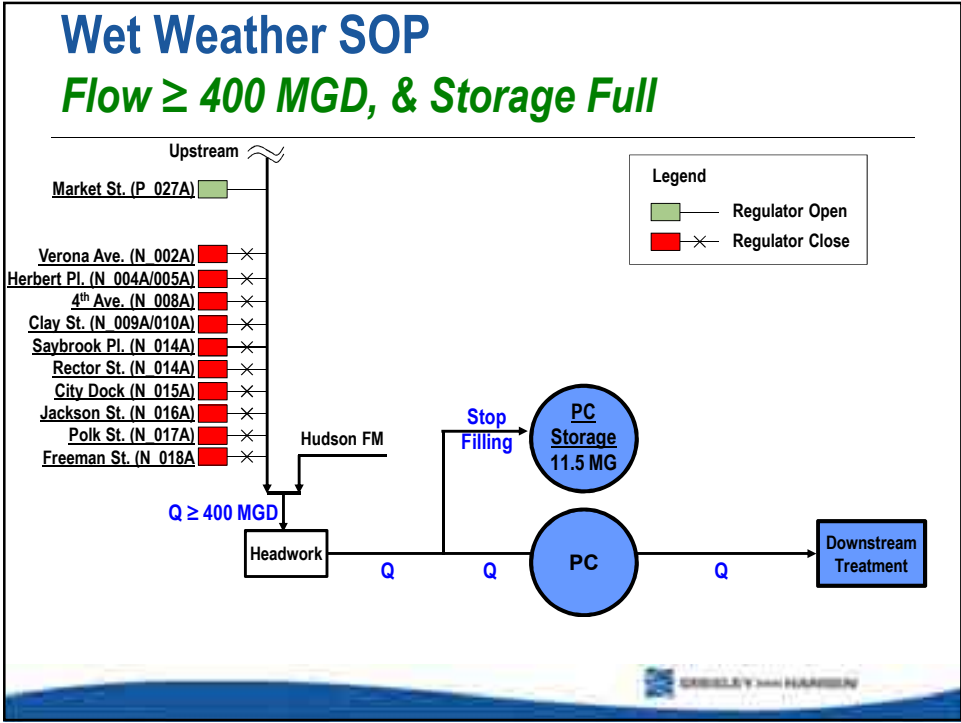 Wet Weather SOP
Flow ≥ 400 MGD, & Storage Full
Upstream
Market St. (P_027A)
Verona Ave. (N_002A)
Herbert Pl. (N_004A/005A)
4th Ave. (N_008A)
Clay St. (N_009A/010A)
Saybrook Pl. (N_014A)
Rector St. (N_014A)
City Dock (N_015A)
Jackson St. (N_016A)
Polk St. (N_017A)
Freeman St. (N_018A
Legend
Regulator Open
Regulator Close
Hudson FM
Q ≥ 400 MGD
Headwork
Q
Q
Stop
Filling
PC
Storage
11.5 MG
PC
Q
Downstream
Treatment
GREELEY AND HANSEN